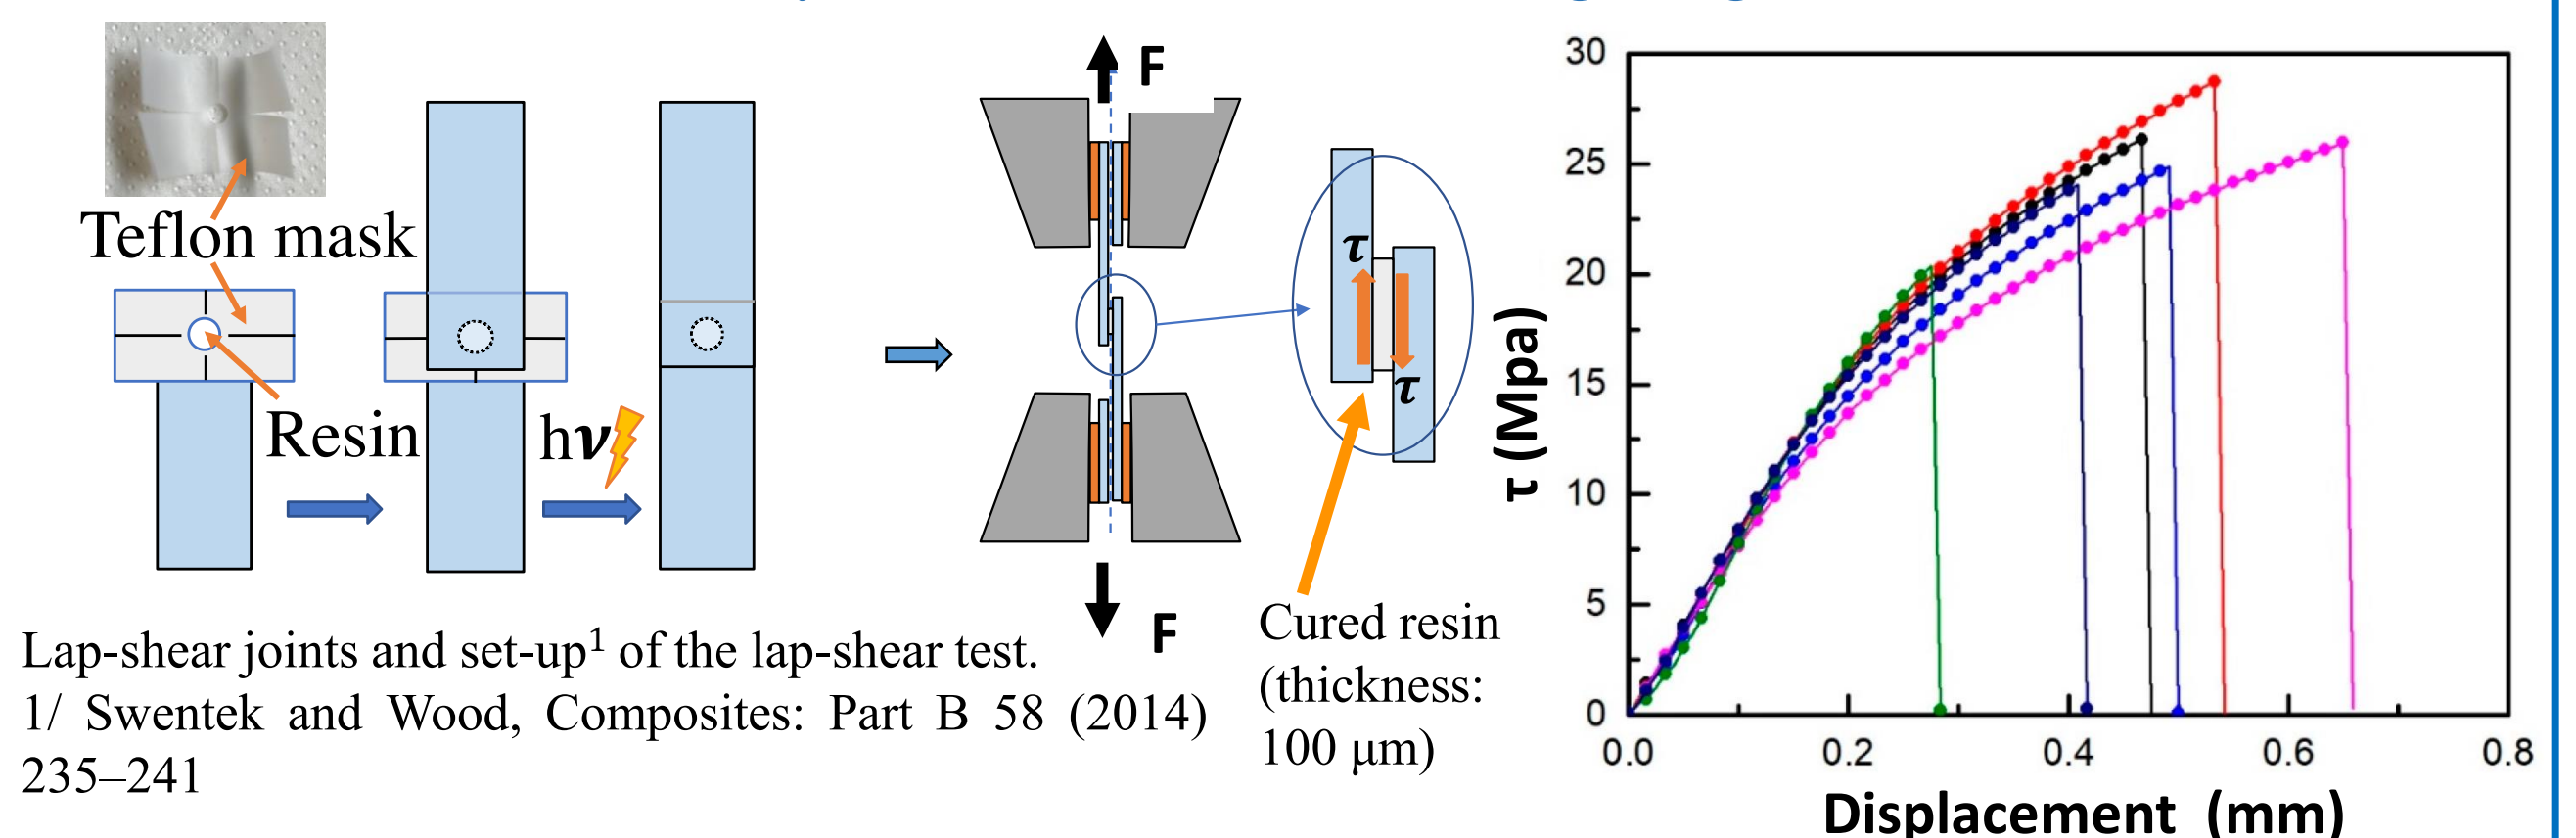 Teflon mask
Resin
hν
F
F
τ
τ
Cured resin
(thickness:
100 μm)
Lap-shear joints and set-up¹ of the lap-shear test.
1/ Swentek and Wood, Composites: Part B 58 (2014)
235–241
τ (Mpa)
30
25
20
15
10
5
0
0.0 0.2 0.4 0.6 0.8
Displacement (mm)